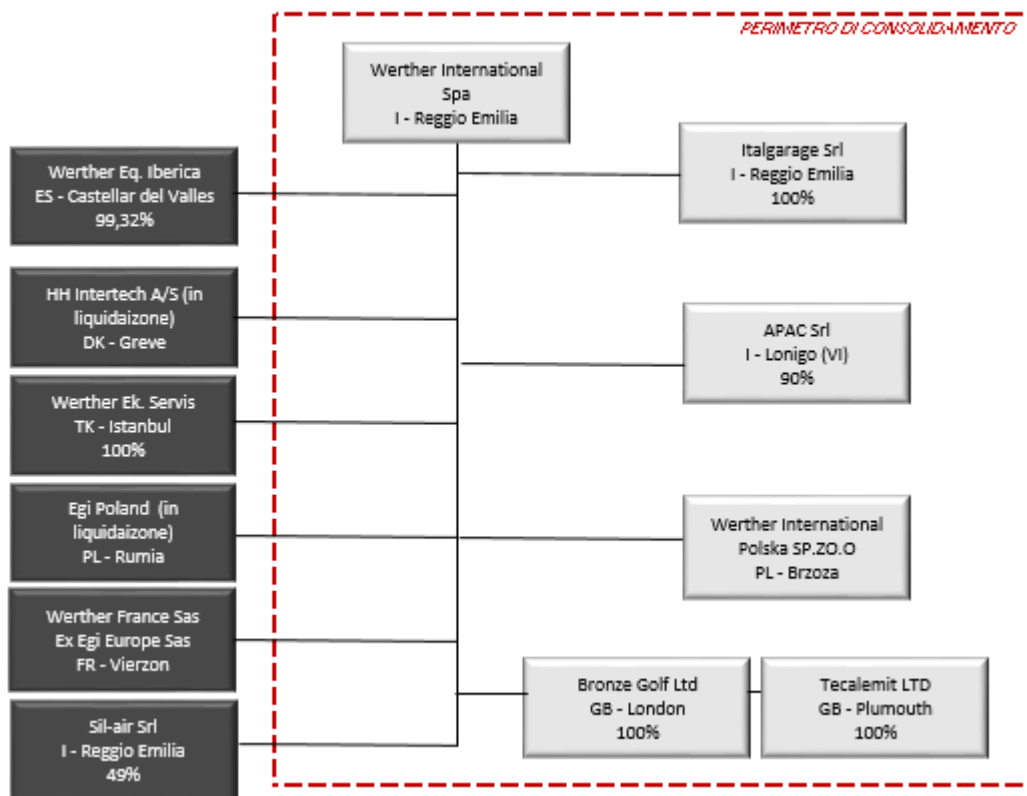 PERIMETRO DI CONSOLIDAMENTO
Werther International
Spa
I - Reggio Emilia
Italgarage Srl
I - Reggio Emilia
100%
Werther Eq. Iberica
ES - Castellar del Valles
99,32%
HH Intertech A/S (in
liquidaizone)
DK - Greve
APAC Srl
I - Lonigo (VI)
90%
Werther Ek. Servis
TK - Istanbul
100%
Egi Poland (in
liquidaizone)
PL - Rumia
Werther International
Polska SP.ZO.O
PL - Brzoza
Werther France Sas
Ex Egi Europe Sas
FR - Vierzon
Bronze Golf Ltd
GB - London
100%
Tecalemit LTD
GB - Plumouth
100%
Sil-air Srl
I - Reggio Emilia
49%